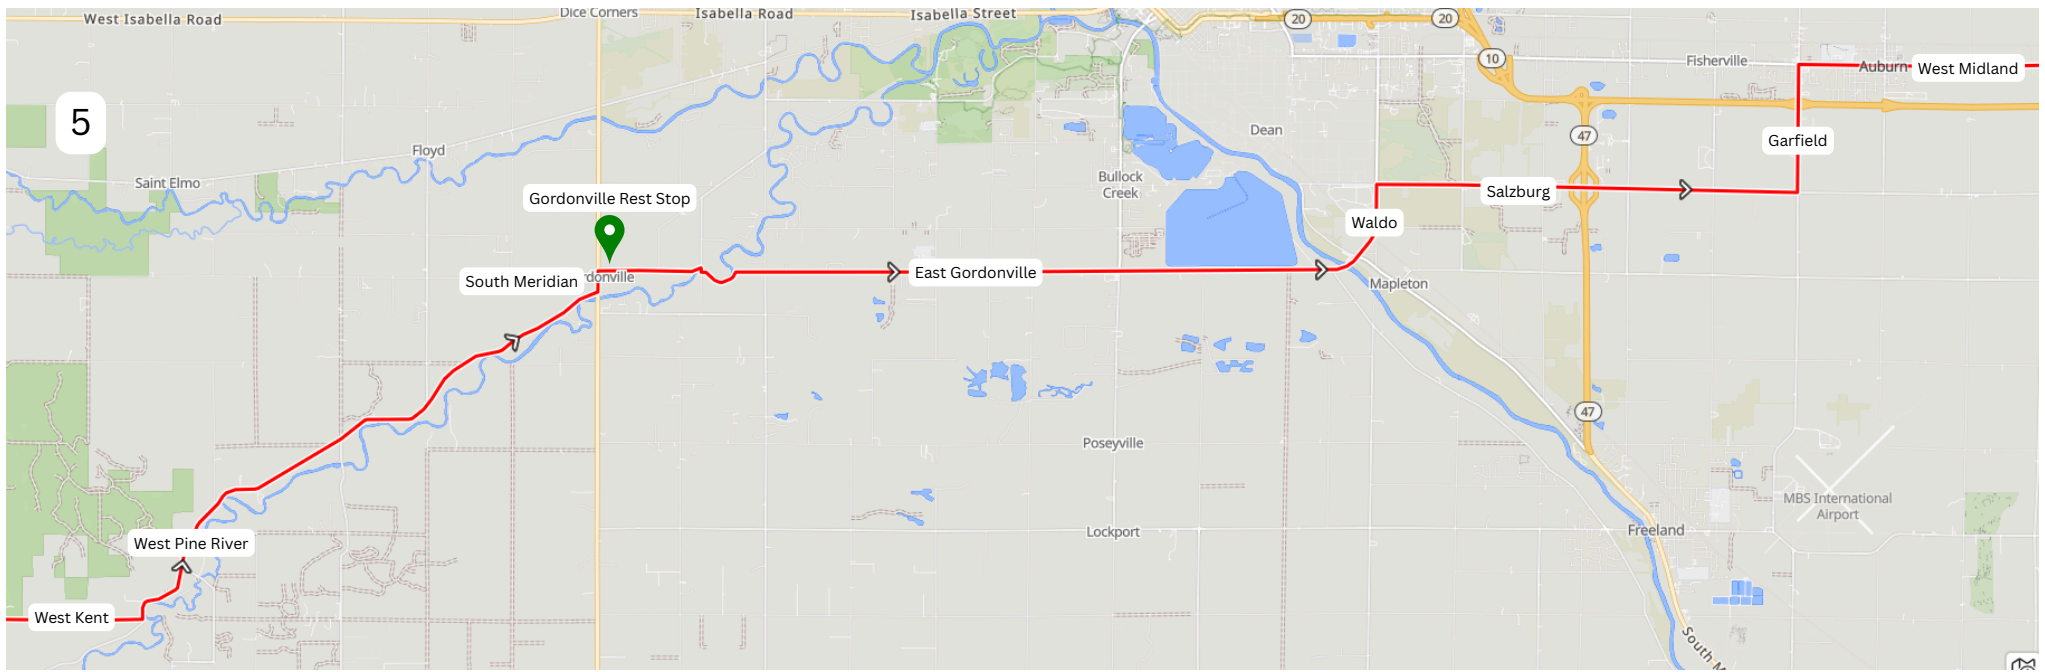 West Isabella Road
Dice Corners
Isabella Road
Isabella Street
20
20
10
Fisherville
Auburn
West Midland
5
Floyd
Saint Elmo
Dean
47
Garfield
Bullock
Creek
Gordonville Rest Stop
Salzburg
Waldo
South Meridian
donville
East Gordonville
Mapleton
47
Poseyville
MBS International
Airport
Lockport
Freeland
West Pine River
West Kent
South M